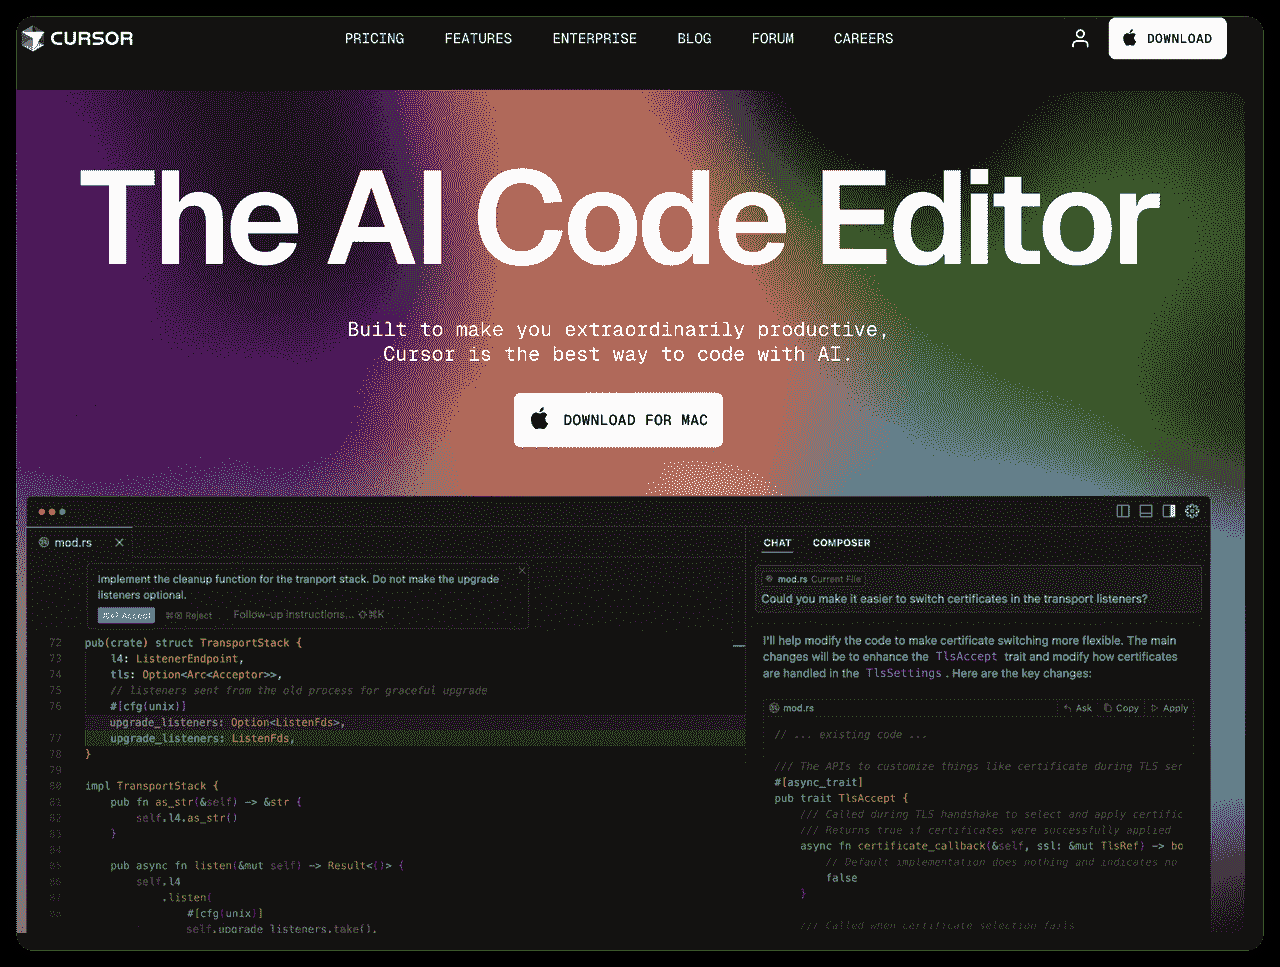 CURSOR
PRICING FEATURES ENTERPRISE BLOG FORUM CAREERS
DOWNLOAD
The AI Code Editor
Built to make you extraordinarily productive,
Cursor is the best way to code with AI.
DOWNLOAD FOR MAC
mod.rs
Implement the cleanup function for the tranport stack. Do not make the upgrade
listeners optional.
Accept Reject Follow-up instructions...
72 pub(crate) struct TransportStack {
73 l4: ListenerEndpoint,
74 tls: Option<Arc<Acceptor>>,
75 // listeners sent from the old process for graceful upgrade
76 #[cfg(unix)]
upgrade_listeners: Option<ListenFds>,
77 upgrade_listeners: ListenFds,
78 }
79
80 impl TransportStack {
81 pub fn as_str(&self) -> &str {
82 self.l4.as_str()
83 }
84
85 pub async fn listen(&mut self) -> Result<()> {
86 self.l4
87 .listen(
88 #[cfg(unix)]
self.upgrade_listeners.take(),
CHAT COMPOSER
mod.rs Current File
Could you make it easier to switch certificates in the transport listeners?
I'll help modify the code to make certificate switching more flexible. The main
changes will be to enhance the TlsAccept trait and modify how certificates
are handled in the TlsSettings . Here are the key changes:
mod.rs Ask Copy Apply
// ... existing code ...
/// The APIs to customize things like certificate during TLS ser
#[async_trait]
pub trait TlsAccept {
/// Called during TLS handshake to select and apply certific
/// Returns true if certificates were successfully applied
async fn certificate_callback(&self, ssl: &mut TlsRef) -> bo
// Default implementation does nothing and indicates no
false
}
/// Called when certificate selection fails